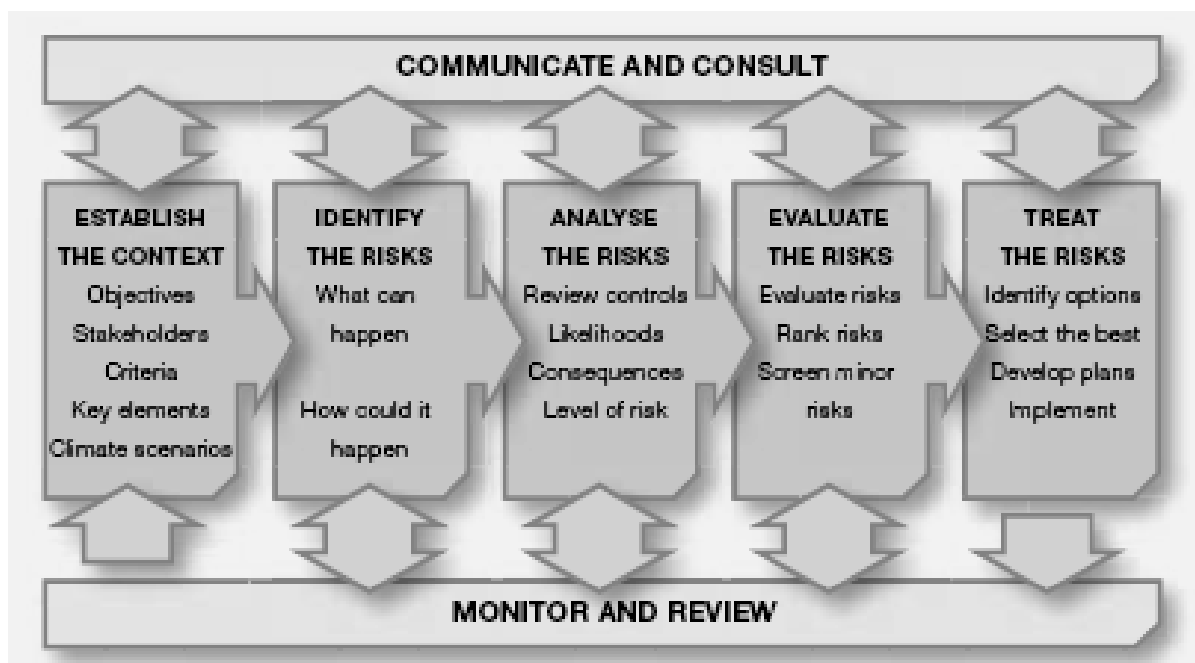 COMMUNICATE AND CONSULT
ESTABLISH
THE CONTEXT
Objectives
Stakeholders
Criteria
Key elements
Climate scenarios
IDENTIFY
THE RISKS
What can
happen
How could it
happen
ANALYSE
THE RISKS
Review controls
Likelihoods
Consequences
Level of risk
EVALUATE
THE RISKS
Evaluate risks
Rank risks
Screen minor
risks
TREAT
THE RISKS
Identify options
Select the best
Develop plans
Implement
MONITOR AND REVIEW